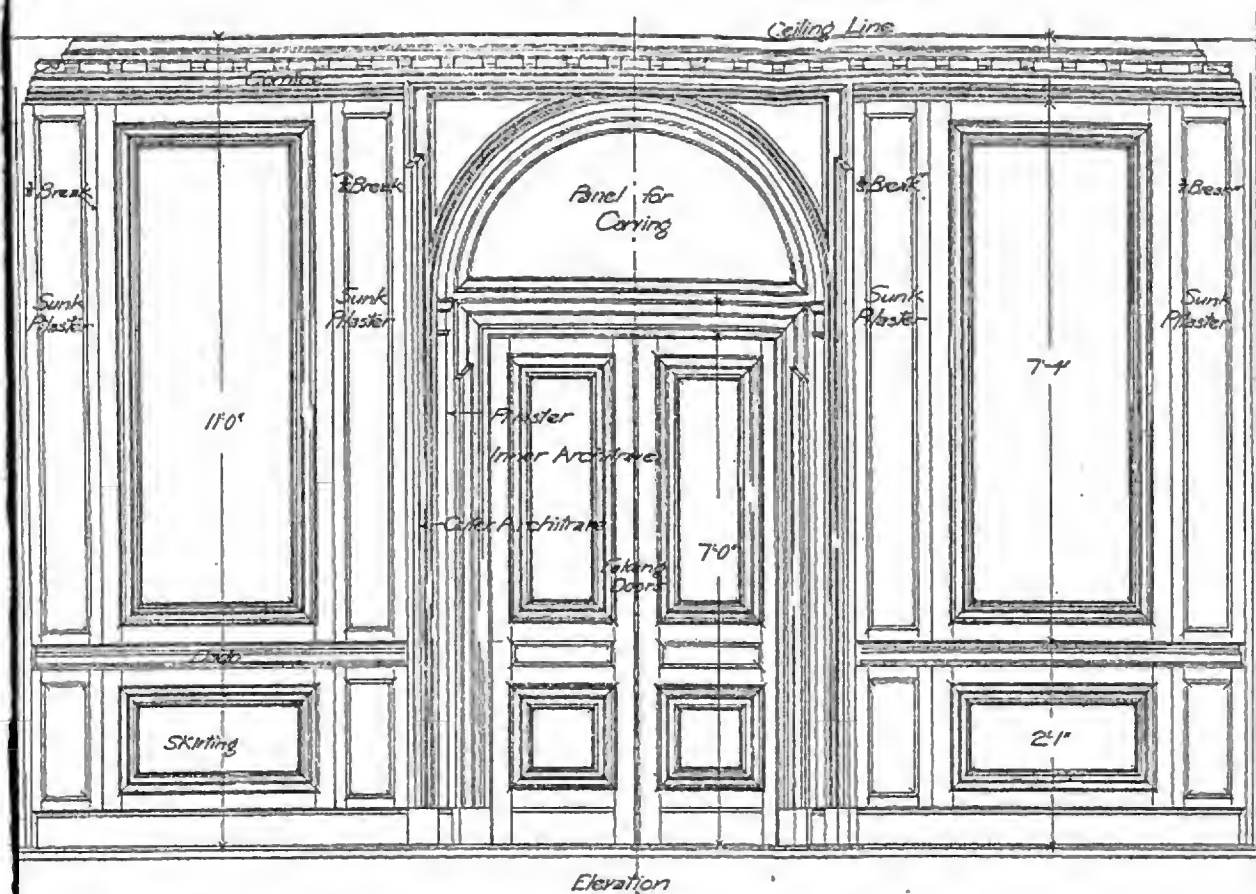 Ceiling Line
Cornice
Panel for
Carving
Break
Break
Break
Break
Sunk
Pilaster
Sunk
Pilaster
Sunk
Pilaster
Sunk
Pilaster
11'0"
7'-4"
Pilaster
Inner Architrave
Outer Architrave
7'0"
Folding
Doors
Dado
Skirting
2'-1"
Elevation